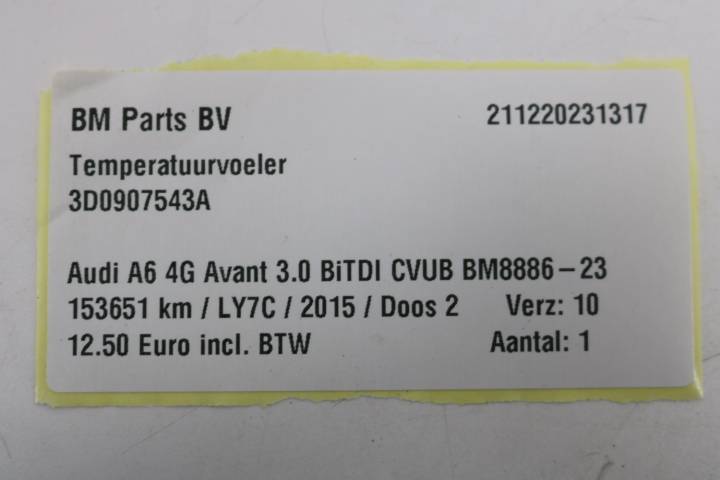 BM Parts BV 211220231317
Temperatuurvoeler
3D0907543A
Audi A6 4G Avant 3.0 BiTDI CVUB BM8886-23
153651 km / LY7C / 2015 / Doos 2 Verz: 10
12.50 Euro incl. BTW Aantal: 1